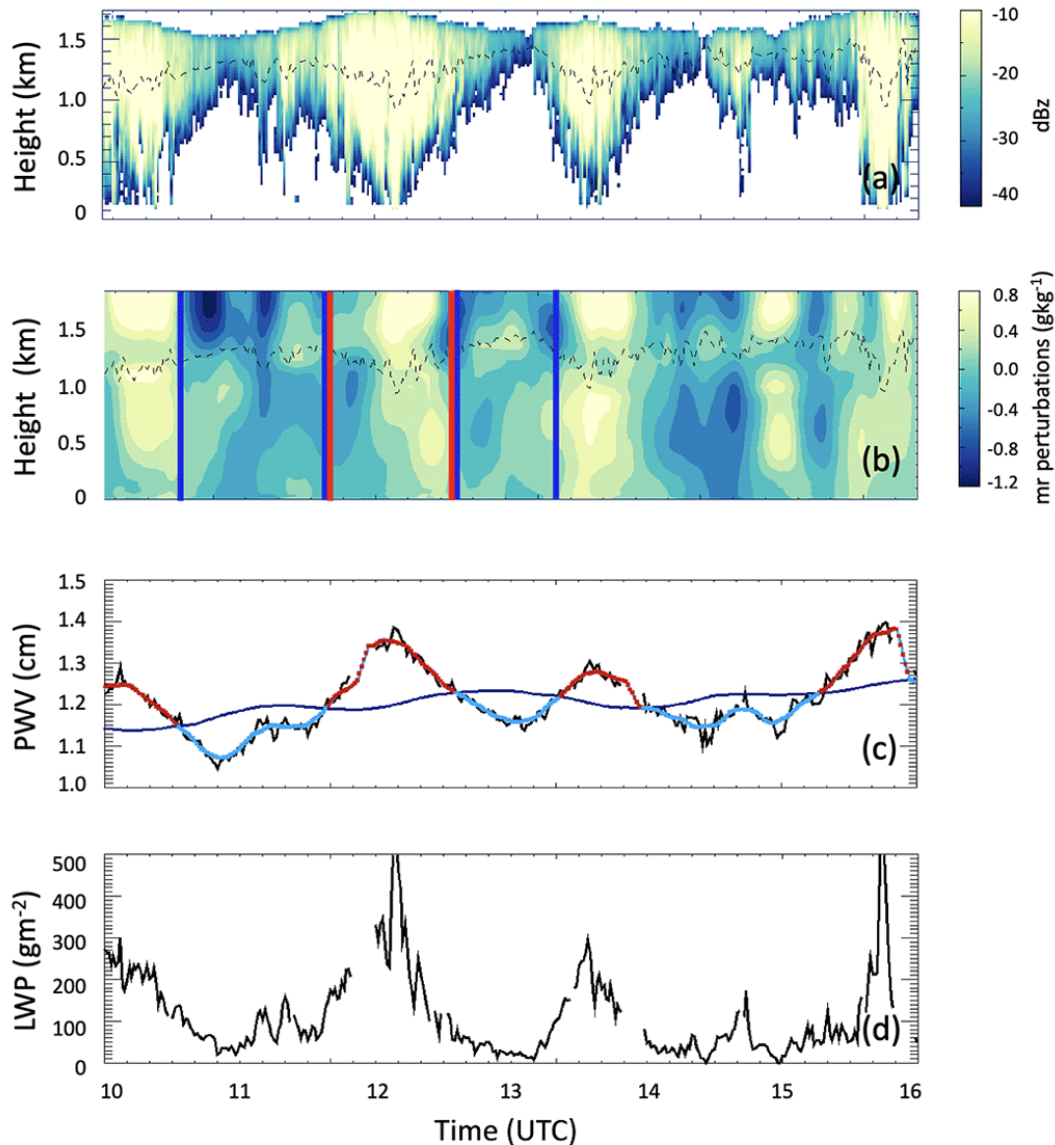 Height (km)
1.5
1.0
0.5
0
(a)
-10
-20
-30
-40
dBz
Height (km)
1.5
1.0
0.5
0
(b)
0.8
0.4
0.0
-0.4
-0.8
-1.2
mr perturbations (gkg⁻¹)
PWV (cm)
1.5
1.4
1.3
1.2
1.1
1.0
(c)
LWP (gm⁻²)
500
400
300
200
100
0
(d)
10 11 12 13 14 15 16
Time (UTC)